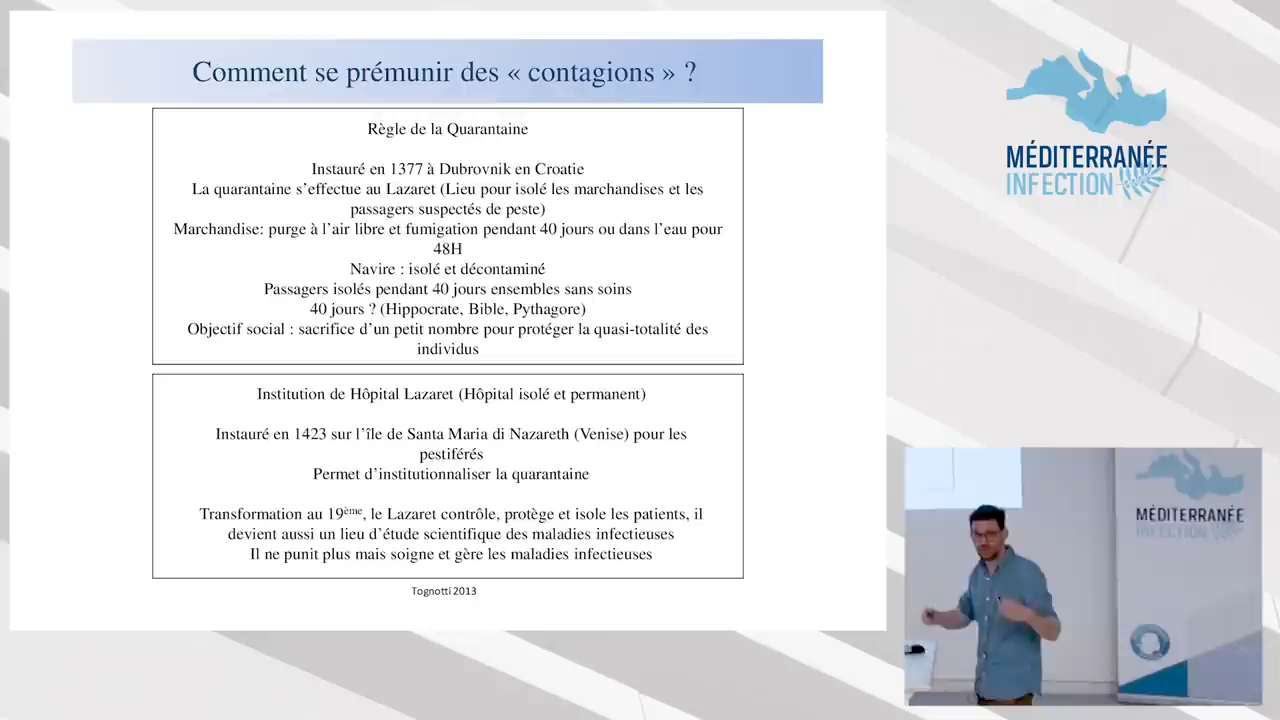 Comment se prémunir des « contagions » ?
Règle de la Quarantaine
Instauré en 1377 à Dubrovnik en Croatie
La quarantaine s’effectue au Lazaret (Lieu pour isolé les marchandises et les
passagers suspectés de peste)
Marchandise: purge à l’air libre et fumigation pendant 40 jours ou dans l’eau pour
48H
Navire : isolé et décontaminé
Passagers isolés pendant 40 jours ensembles sans soins
40 jours ? (Hippocrate, Bible, Pythagore)
Objectif social : sacrifice d’un petit nombre pour protéger la quasi-totalité des
individus
Institution de Hôpital Lazaret (Hôpital isolé et permanent)
Instauré en 1423 sur l’île de Santa Maria di Nazareth (Venise) pour les
pestiférés
Permet d’institutionnaliser la quarantaine
Transformation au 19ème, le Lazaret contrôle, protège et isole les patients, il
devient aussi un lieu d’étude scientifique des maladies infectieuses
Il ne punit plus mais soigne et gère les maladies infectieuses
Tognotti 2013
MÉDITERRANÉE
INFECTION
MÉDITERRANÉE
INFECTION